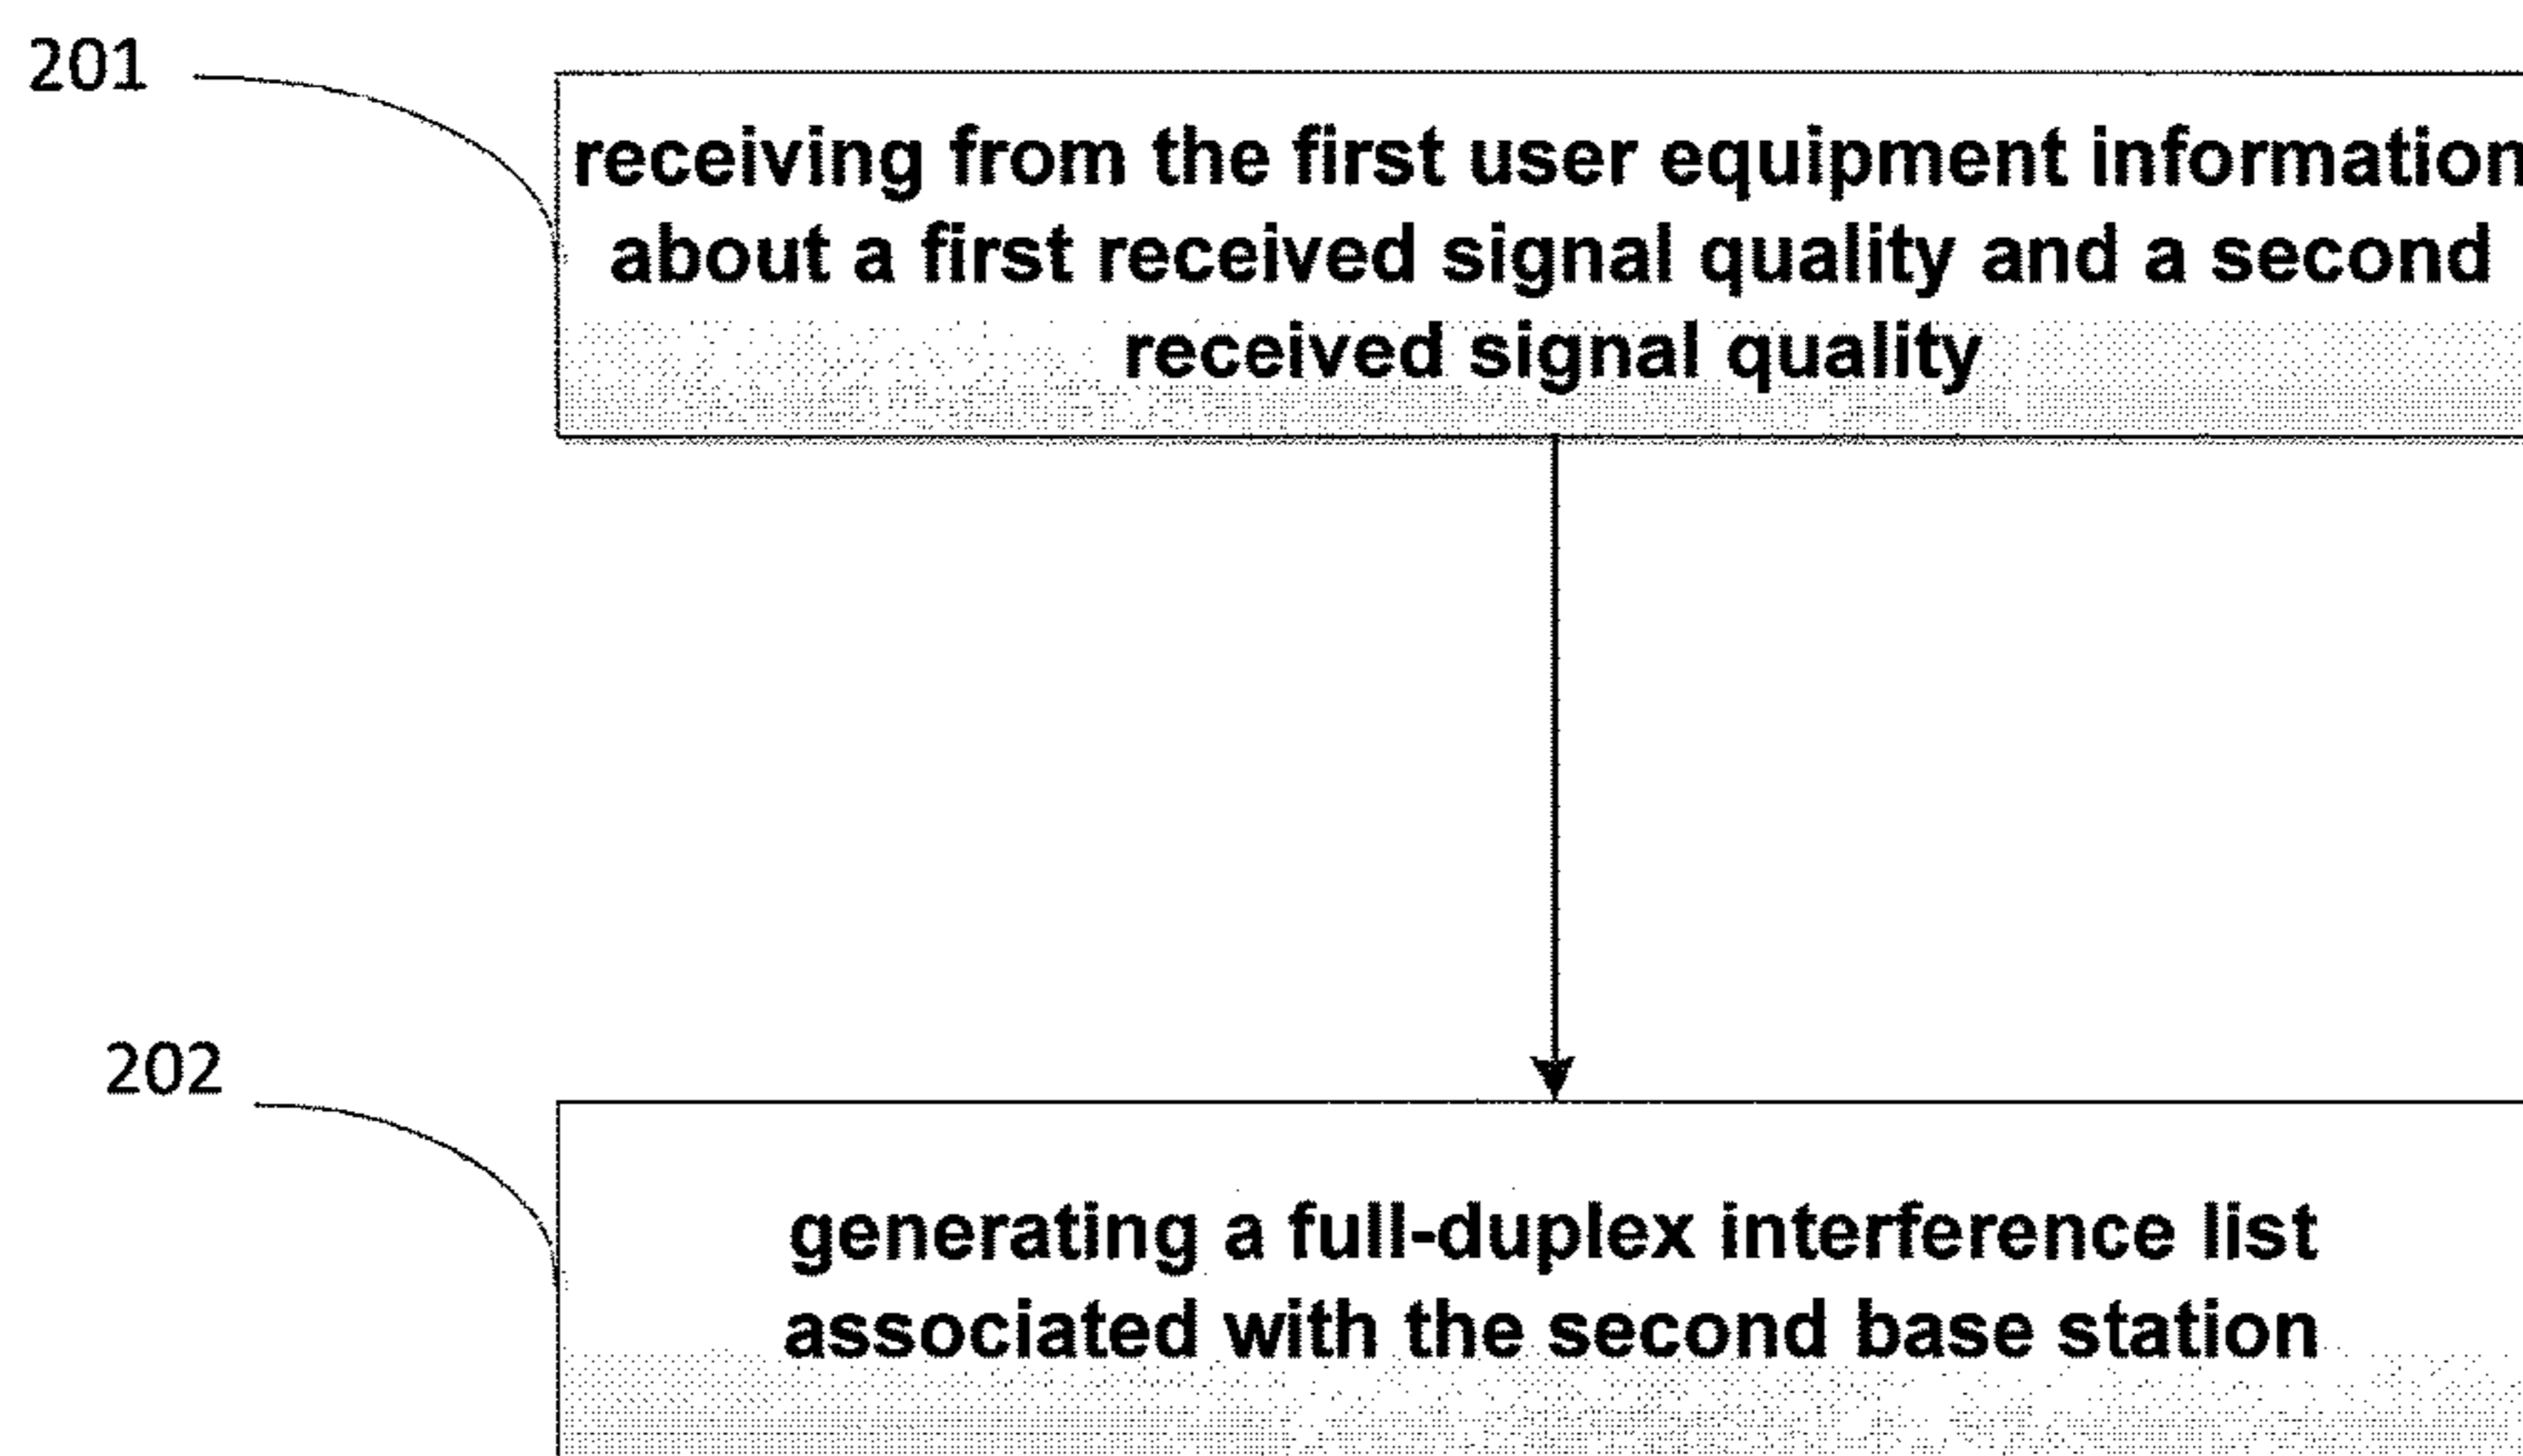 201
receiving from the first user equipment information
about a first received signal quality and a second
received signal quality
202
generating a full-duplex interference list
associated with the second base station